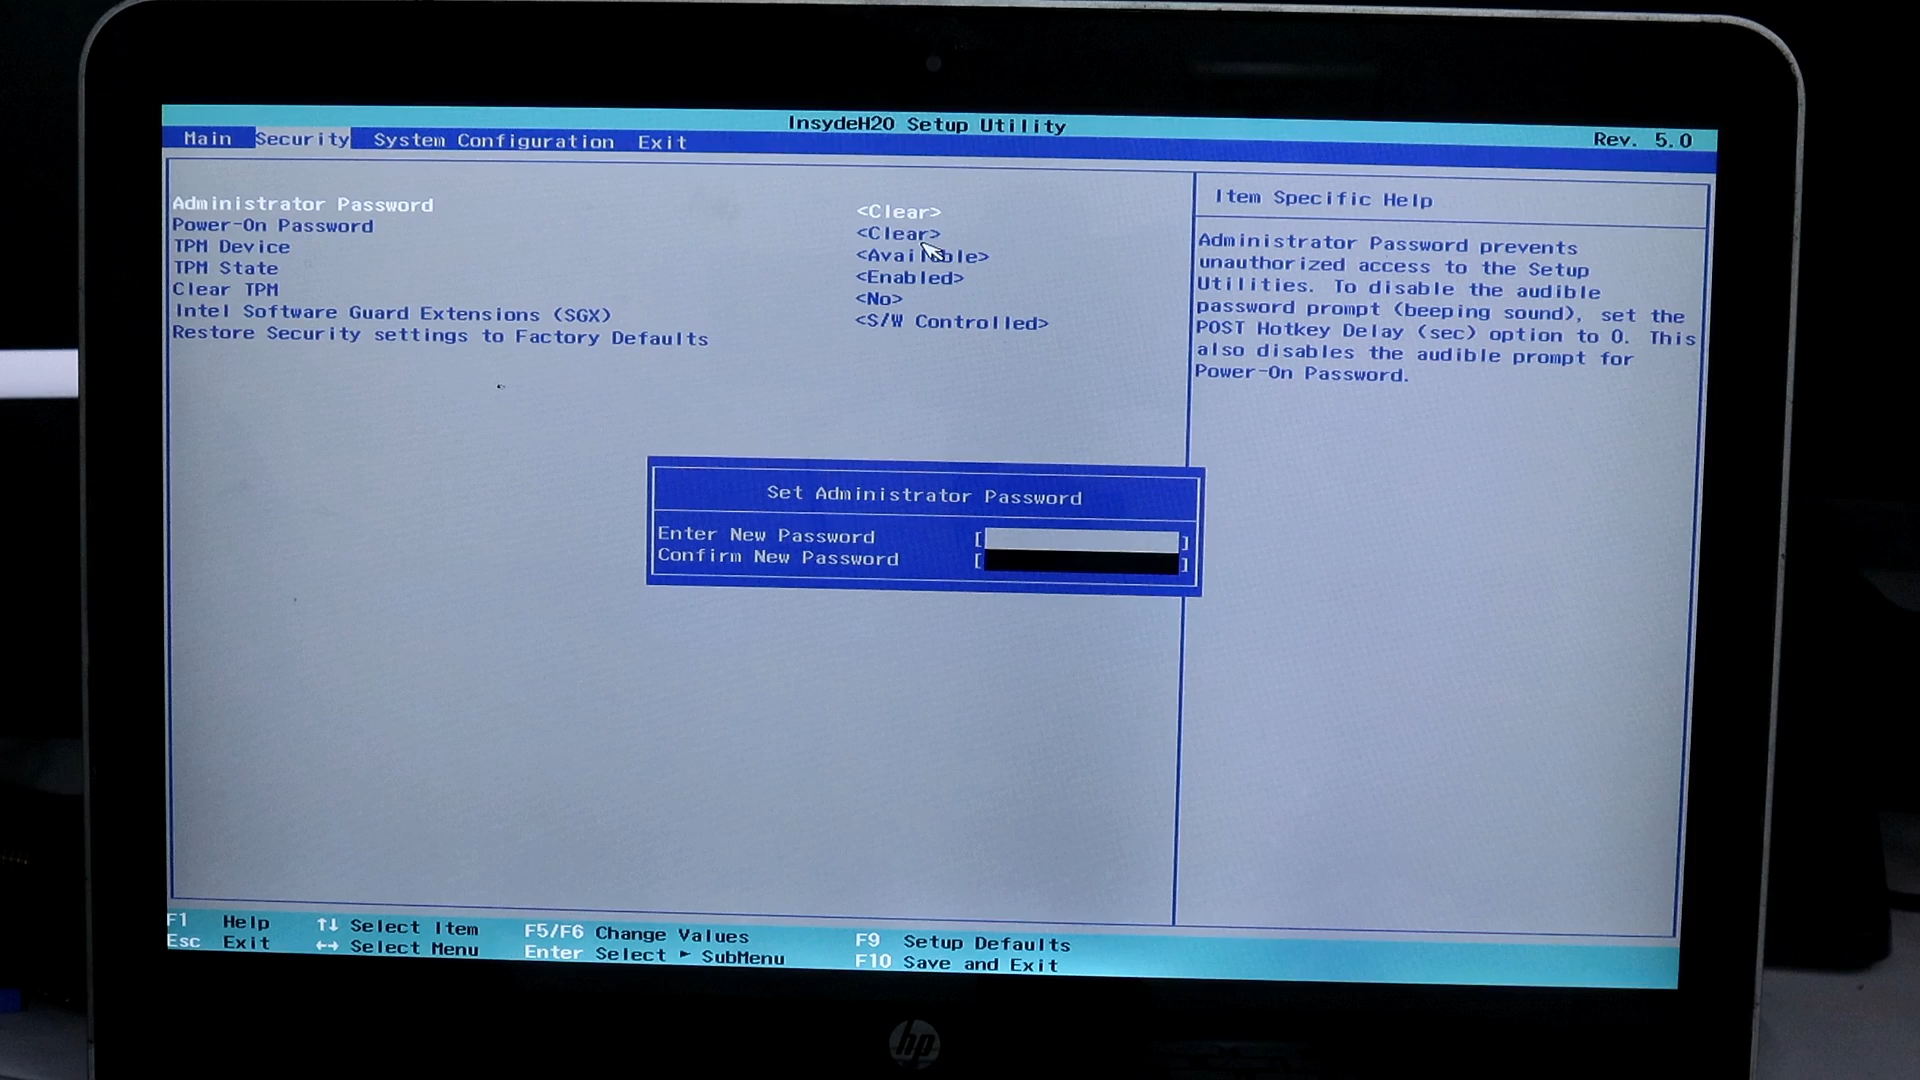 InsydeH20 Setup Utility
Rev. 5.0
Main Security System Configuration Exit
Administrator Password <Clear>
Power-On Password <Clear>
TPM Device
TPM State <Enabled>
Clear TPM <No>
Intel Software Guard Extensions (SGX) <S/W Controlled>
Restore Security settings to Factory Defaults
Item Specific Help
Administrator Password prevents
unauthorized access to the Setup
Utilities. To disable the audible
password prompt (beeping sound), set the
POST Hotkey Delay (sec) option to 0. This
also disables the audible prompt for
Power-On Password.
Set Administrator Password
Enter New Password [ ]
Confirm New Password [ ]
F1 Help ↑↓ Select Item F5/F6 Change Values F9 Setup Defaults
Esc Exit ←→ Select Menu Enter Select ► SubMenu F10 Save and Exit
hp